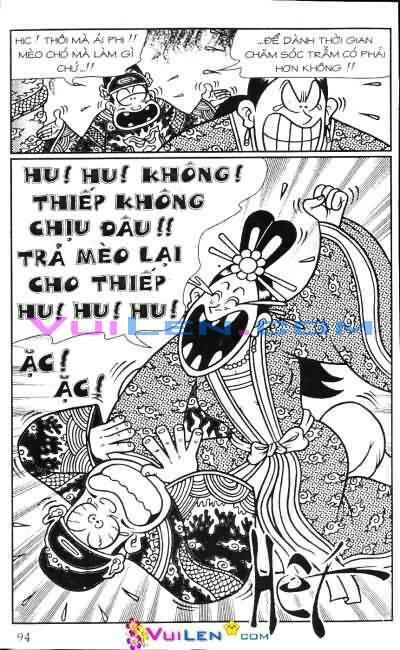 HIC! THÔI MÀ ÁI PHI!!
MÈO CHÓ MÀ LÀM GÌ
CHỨ..!!
..ĐỂ DÀNH THỜI GIAN
CHĂM SÓC TRẪM CÓ PHẢI
HƠN KHÔNG!!
HU! HU! KHÔNG!
THIẾP KHÔNG
CHỊU ĐÂU!!
TRẢ MÈO LẠI
CHO THIẾP
HU! HU! HU!
VUILEN.COM
ẶC!
ẶC!
HẾT
94
VUILEN.COM